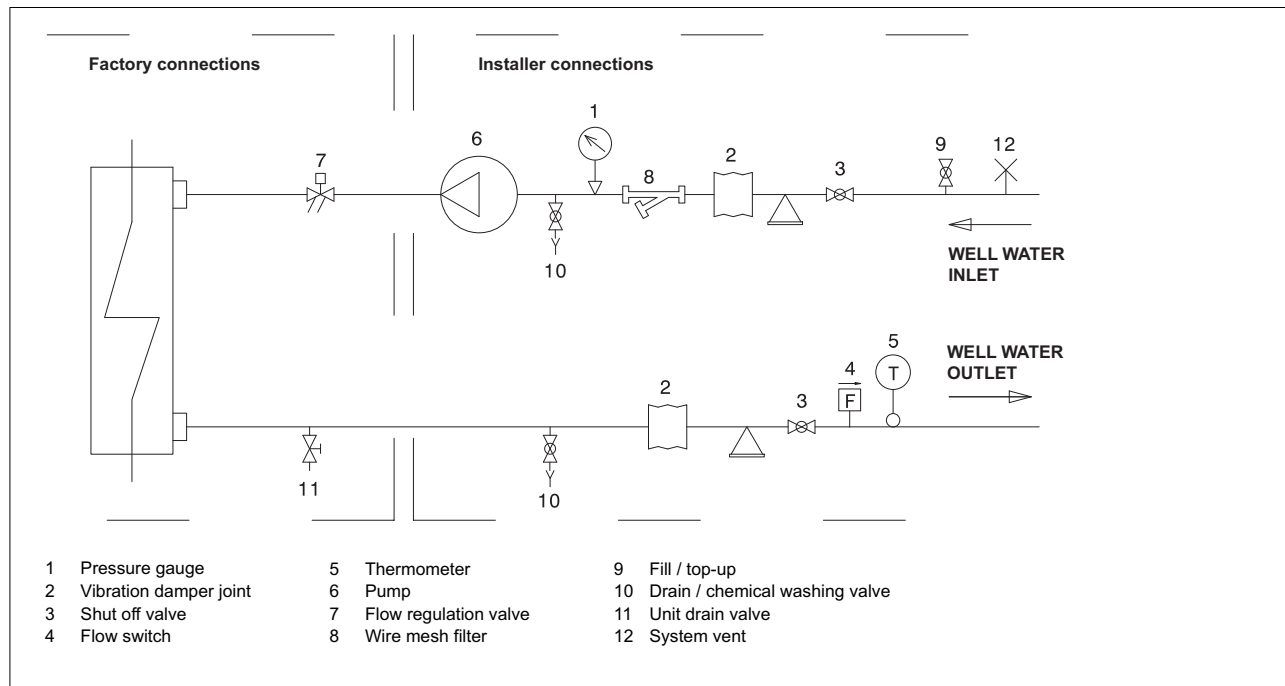 Factory connections
Installer connections
1
6
7
8
2
3
9
12
10
WELL WATER
INLET
5
WELL WATER
OUTLET
4
T
2
3
F
11
10
1 Pressure gauge
2 Vibration damper joint
3 Shut off valve
4 Flow switch
5 Thermometer
6 Pump
7 Flow regulation valve
8 Wire mesh filter
9 Fill / top-up
10 Drain / chemical washing valve
11 Unit drain valve
12 System vent